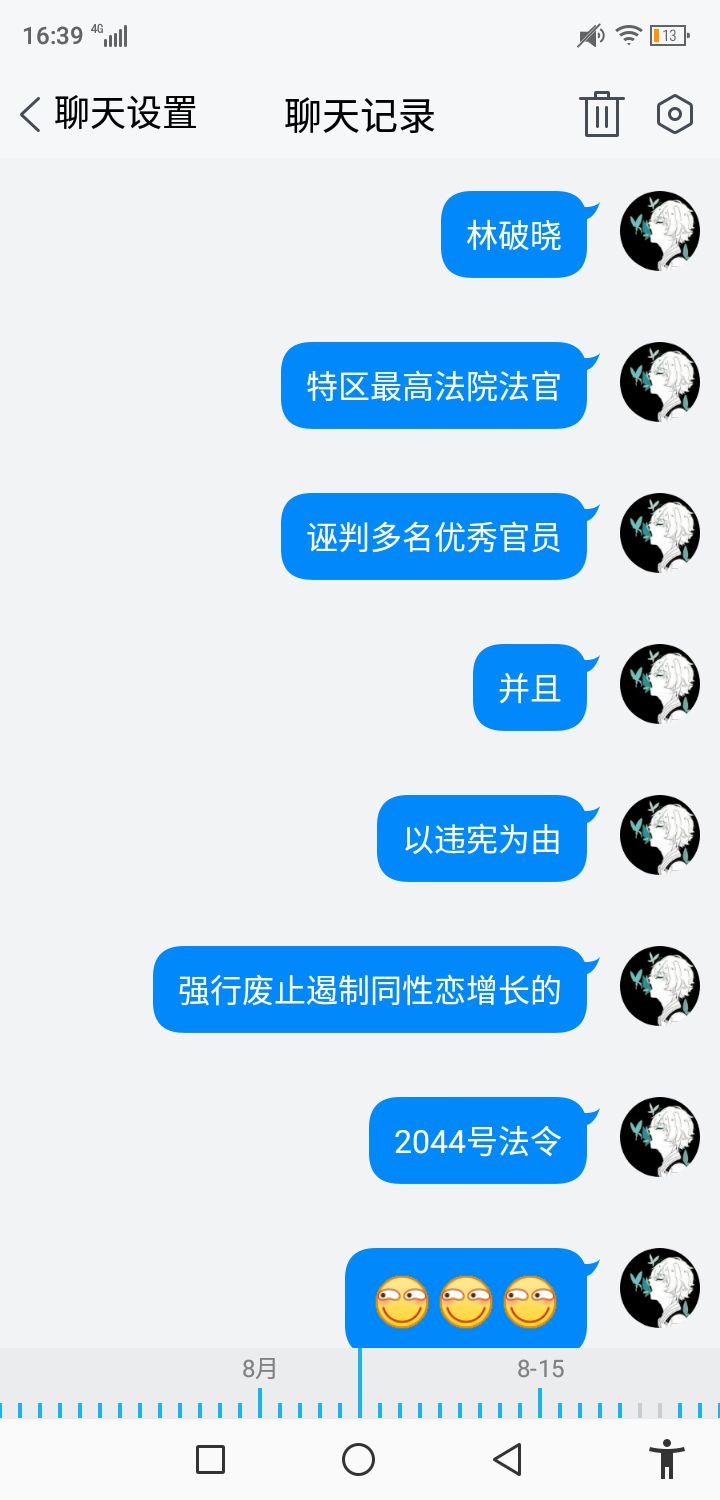 16:39 4G 13
聊天设置 聊天记录
林破晓
特区最高法院法官
诬判多名优秀官员
并且
以违宪为由
强行废止遏制同性恋增长的
2044号法令
8月 8-15